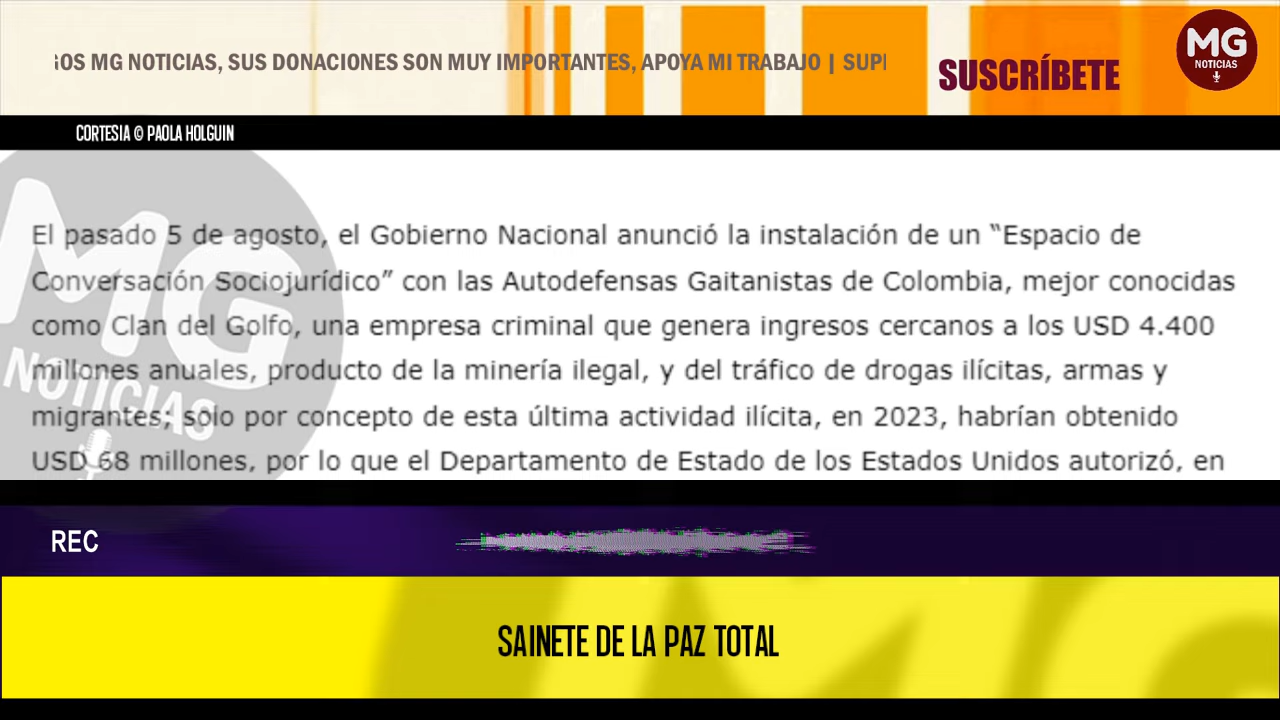 MG NOTICIAS, SUS DONACIONES SON MUY IMPORTANTES, APOYA MI TRABAJO |
SUSCRÍBETE
MG
NOTICIAS
CORTESIA © PAOLA HOLGUIN
El pasado 5 de agosto, el Gobierno Nacional anunció la instalación de un “Espacio de
Conversación Sociojurídico” con las Autodefensas Gaitanistas de Colombia, mejor conocidas
como Clan del Golfo, una empresa criminal que genera ingresos cercanos a los USD 4.400
millones anuales, producto de la minería ilegal, y del tráfico de drogas ilícitas, armas y
migrantes; solo por concepto de esta última actividad ilícita, en 2023, habrían obtenido
USD 68 millones, por lo que el Departamento de Estado de los Estados Unidos autorizó, en
MG
NOTICIAS
REC
SAINETE DE LA PAZ TOTAL